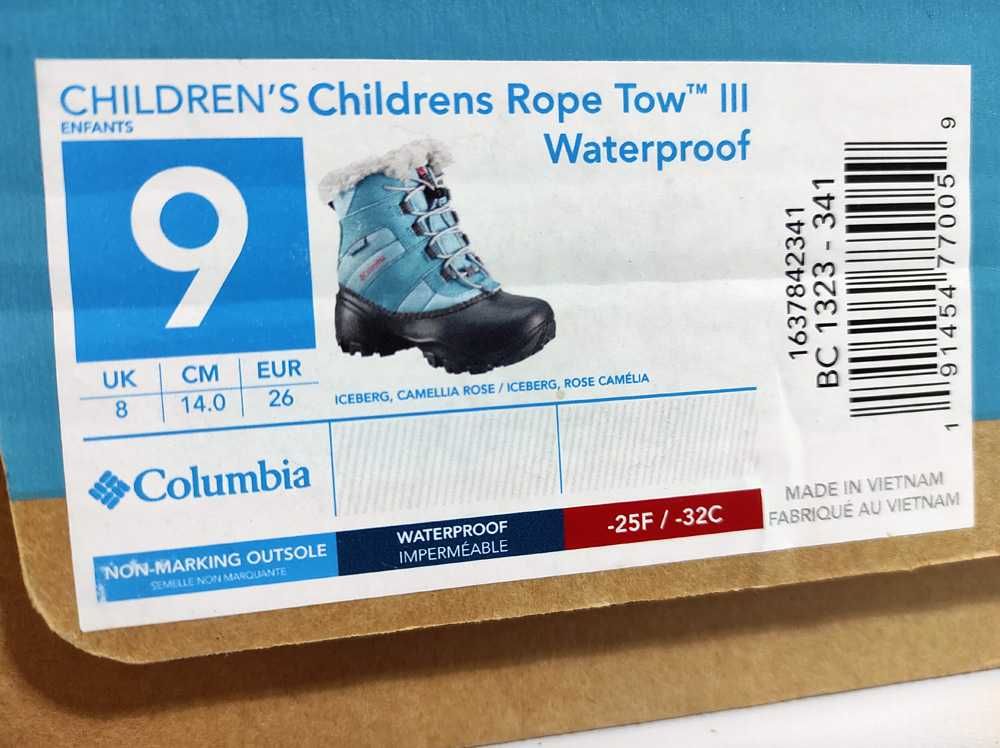 CHILDREN'S
ENFANTS
Childrens Rope Tow™ III
Waterproof
9
UK CM EUR
8 14.0 26
ICEBERG, CAMELLIA ROSE / ICEBERG, ROSE CAMÉLIA
1637842341
BC 1323 - 341
1 91454 77005 9
Columbia
NON-MARKING OUTSOLE
SEMELLE NON MARQUANTE
WATERPROOF
IMPERMÉABLE
-25F / -32C
MADE IN VIETNAM
FABRIQUÉ AU VIETNAM